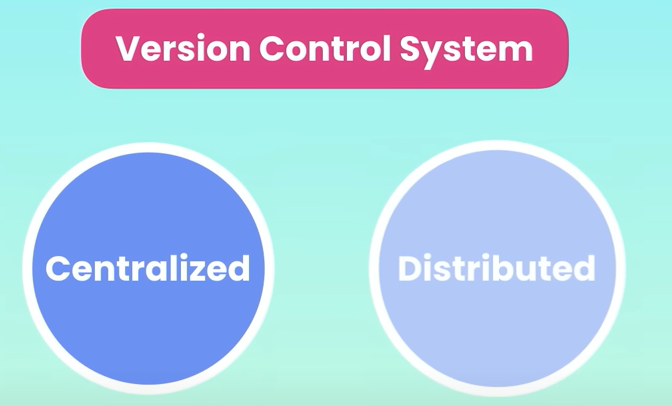 Version Control System
Centralized
Distributed